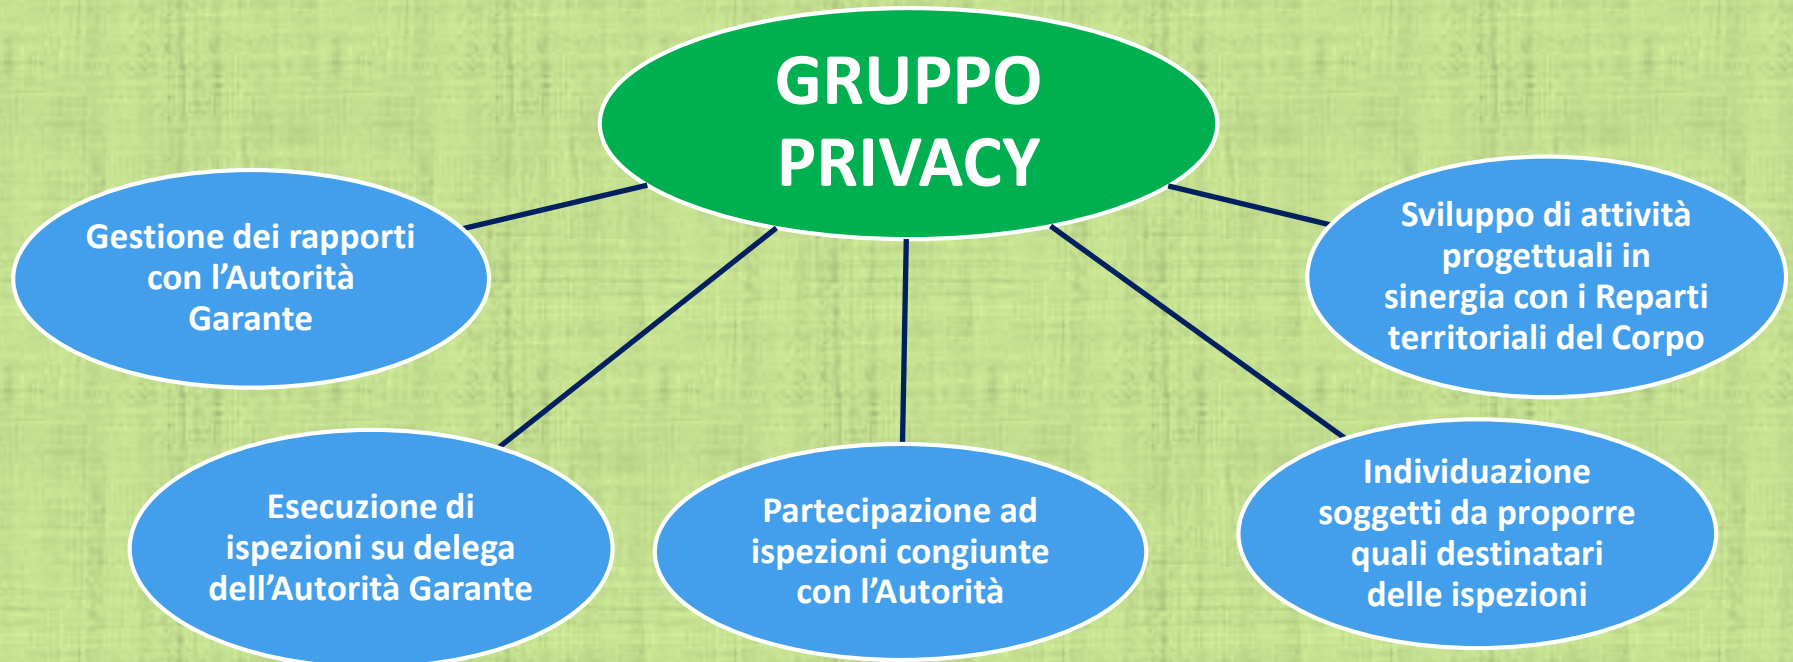 GRUPPO
PRIVACY
Gestione dei rapporti
con l’Autorità
Garante
Esecuzione di
ispezioni su delega
dell’Autorità Garante
Partecipazione ad
ispezioni congiunte
con l’Autorità
Individuazione
soggetti da proporre
quali destinatari
delle ispezioni
Sviluppo di attività
progettuali in
sinergia con i Reparti
territoriali del Corpo